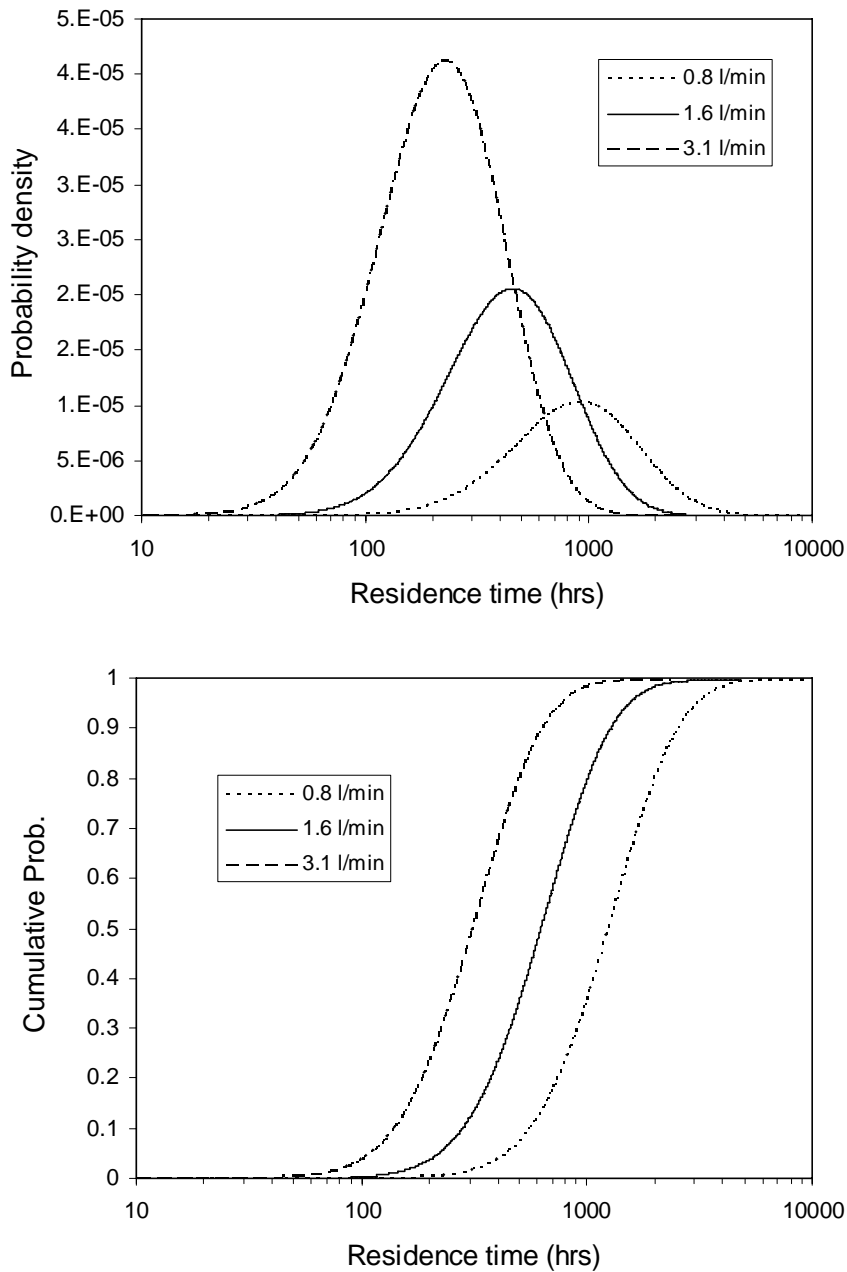 5.E-05
4.E-05
4.E-05
3.E-05
3.E-05
2.E-05
2.E-05
1.E-05
5.E-06
0.E+00
Probability density
0.8 l/min
1.6 l/min
3.1 l/min
10 100 1000 10000
Residence time (hrs)
1
0.9
0.8
0.7
0.6
0.5
0.4
0.3
0.2
0.1
0
Cumulative Prob.
0.8 l/min
1.6 l/min
3.1 l/min
10 100 1000 10000
Residence time (hrs)